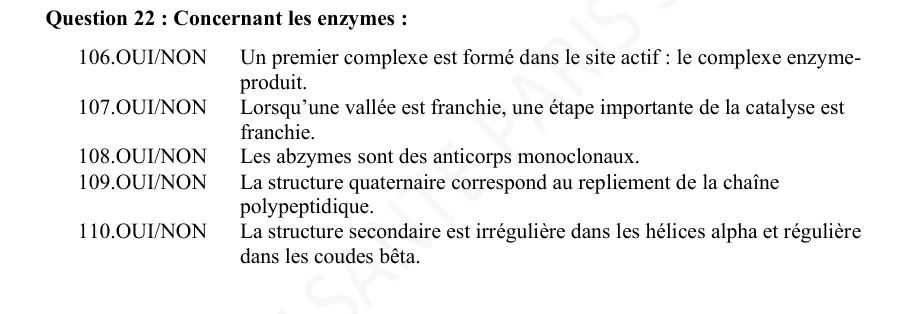 Question 22 : Concernant les enzymes :
106.OUI/NON Un premier complexe est formé dans le site actif : le complexe enzyme-
produit.
107.OUI/NON Lorsqu’une vallée est franchie, une étape importante de la catalyse est
franchie.
108.OUI/NON Les abzymes sont des anticorps monoclonaux.
109.OUI/NON La structure quaternaire correspond au repliement de la chaîne
polypeptidique.
110.OUI/NON La structure secondaire est irrégulière dans les hélices alpha et régulière
dans les coudes bêta.
SANTE PARIS